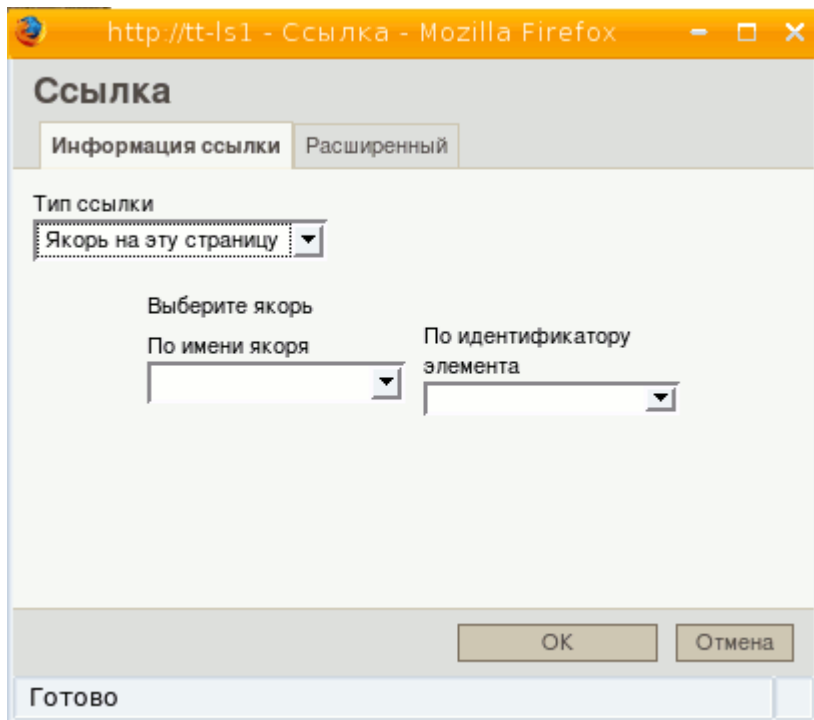 http://tt-ls1 - Ссылка - Mozilla Firefox
Ссылка
Информация ссылки
Расширенный
Тип ссылки
Якорь на эту страницу
Выберите якорь
По имени якоря
По идентификатору
элемента
OK
Отмена
Готово